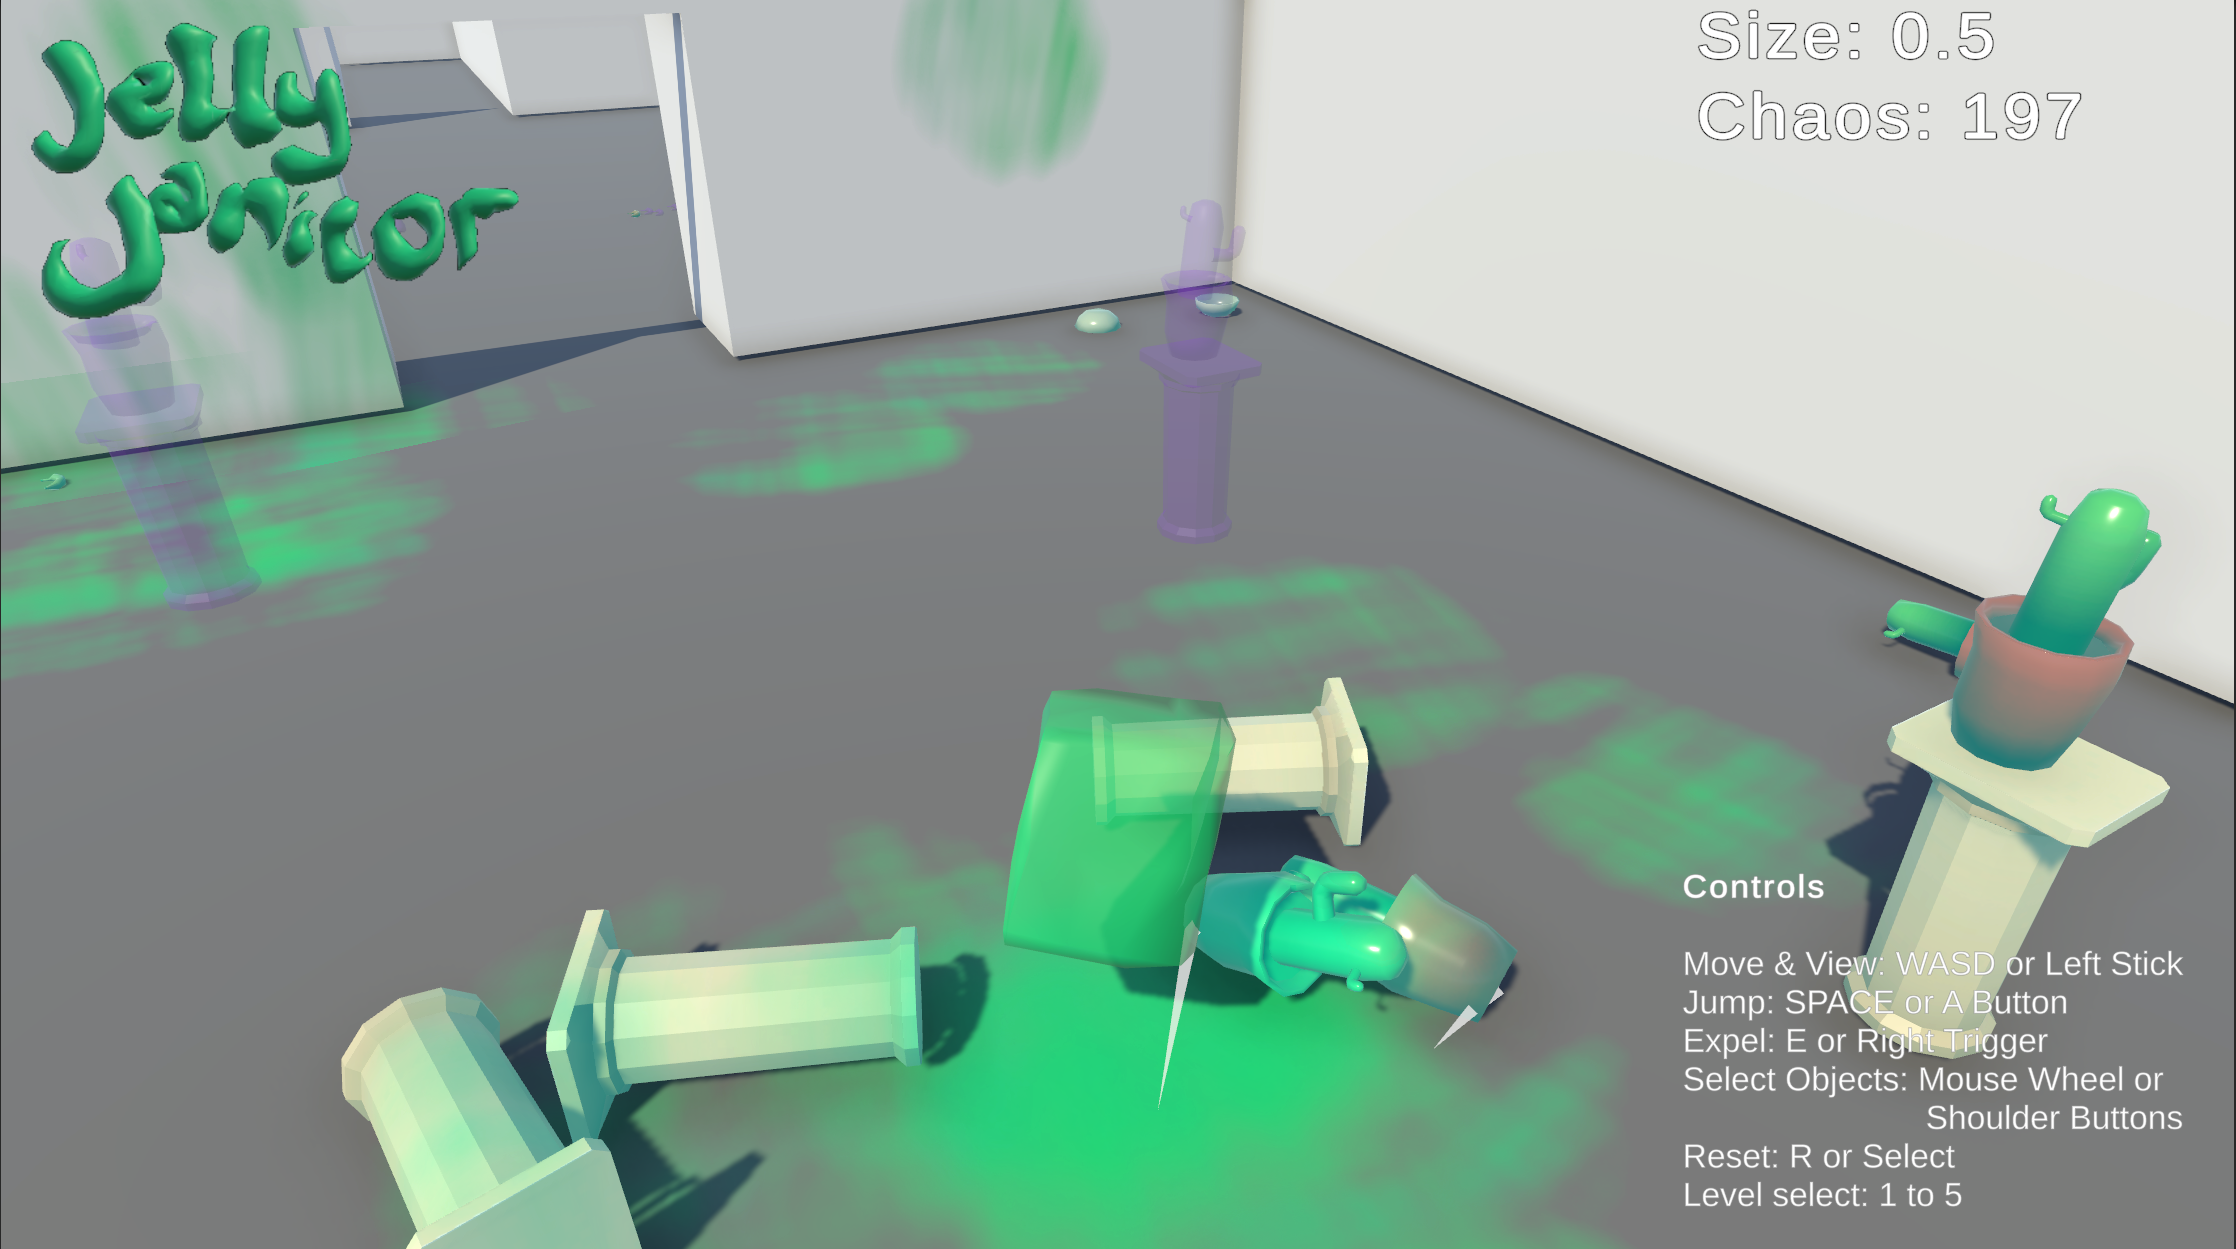 Jelly
Janitor
Size: 0.5
Chaos: 197
Controls
Move & View: WASD or Left Stick
Jump: SPACE or A Button
Expel: E or Right Trigger
Select Objects: Mouse Wheel or
Shoulder Buttons
Reset: R or Select
Level select: 1 to 5